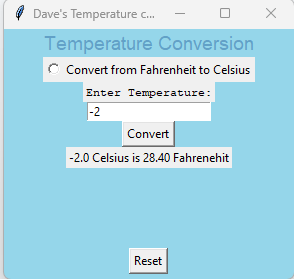 Dave's Temperature c...
Temperature Conversion
Convert from Fahrenheit to Celsius
Enter Temperature:
-2
Convert
-2.0 Celsius is 28.40 Fahrenehit
Reset